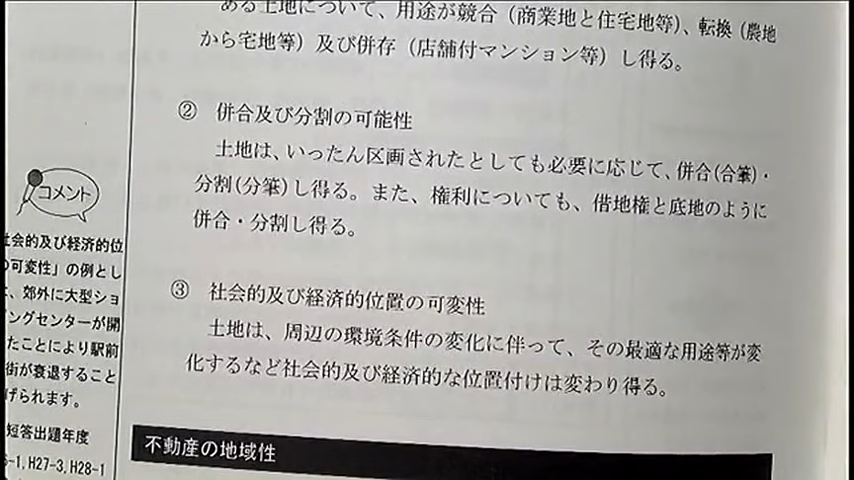 ある土地について、用途が競合（商業地と住宅地等）、転換（農地
から宅地等）及び併存（店舗付マンション等）し得る。
② 併合及び分割の可能性
土地は、いったん区画されたとしても必要に応じて、併合(合筆)・
分割(分筆)し得る。また、権利についても、借地権と底地のように
併合・分割し得る。
③ 社会的及び経済的位置の可変性
土地は、周辺の環境条件の変化に伴って、その最適な用途等が変
化するなど社会的及び経済的な位置付けは変わり得る。
不動産の地域性
コメント
社会的及び経済的位
の可変性」の例とし
、郊外に大型ショ
ングセンターが開
たことにより駅前
街が衰退すること
げられます。
短答出題年度
-1、H27-3、H28-1